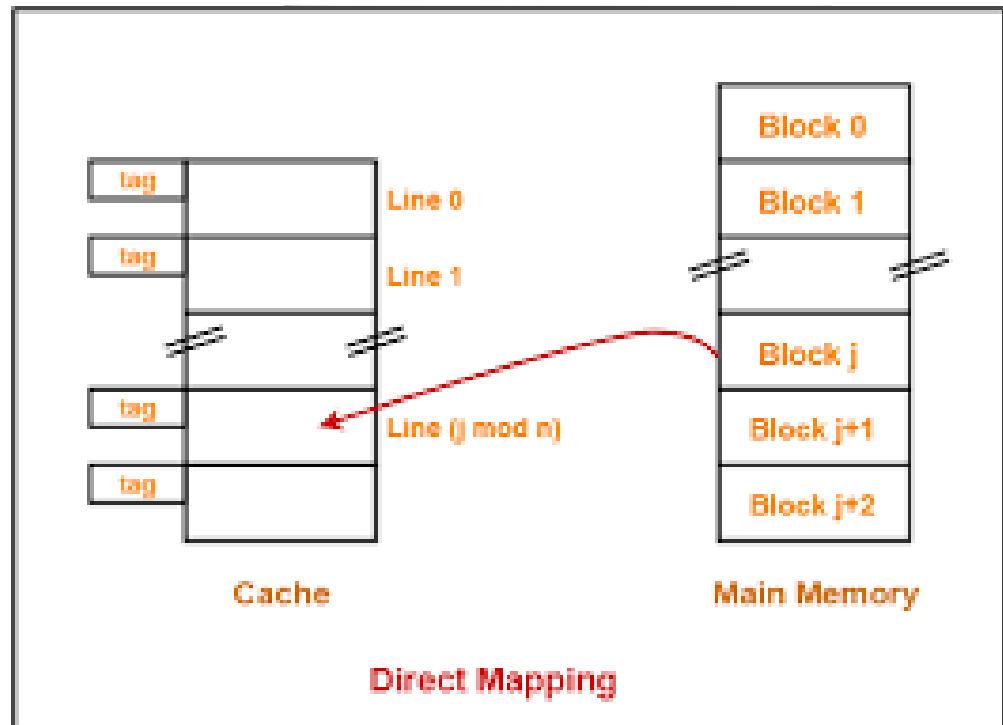 tag
Line 0
tag
Line 1
tag
Line (j mod n)
tag
Cache
Block 0
Block 1
Block j
Block j+1
Block j+2
Main Memory
Direct Mapping